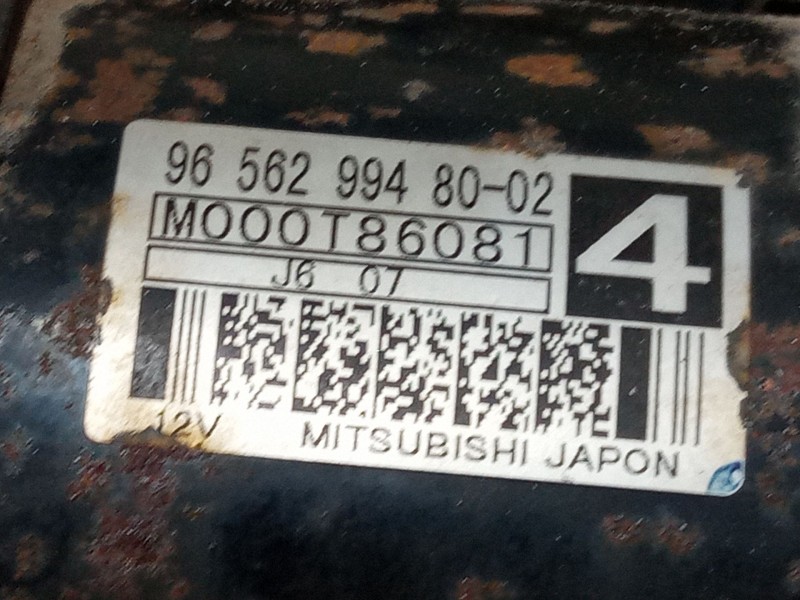 96 562 994 80-02
4
M000T86081
J6 07
12V MITSUBISHI JAPON